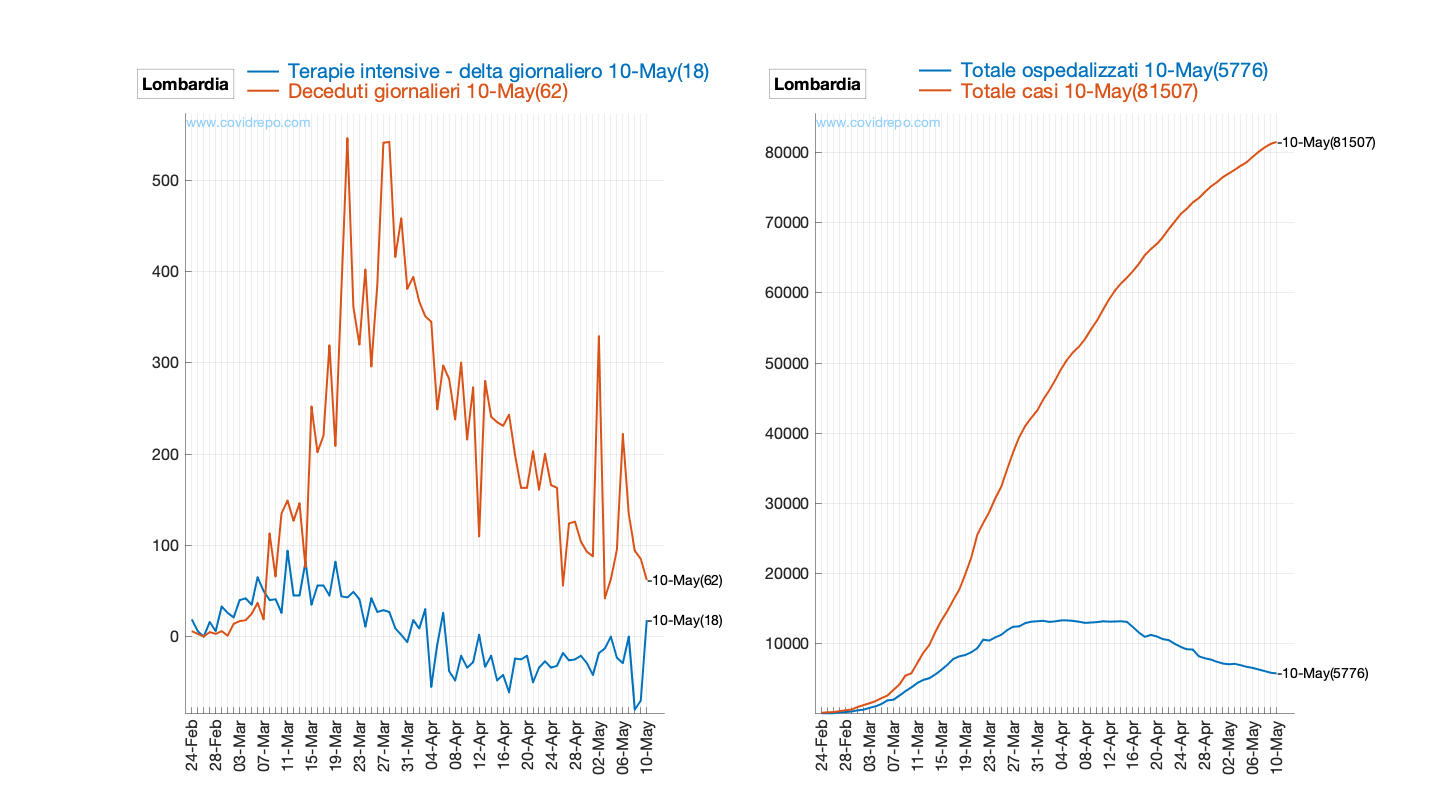 Lombardia
Terapie intensive - delta giornaliero 10-May(18)
Deceduti giornalieri 10-May(62)
www.covidrepo.com
500
400
300
200
100
0
10-May(62)
10-May(18)
24-Feb
28-Feb
03-Mar
07-Mar
11-Mar
15-Mar
19-Mar
23-Mar
27-Mar
31-Mar
04-Apr
08-Apr
12-Apr
16-Apr
20-Apr
24-Apr
28-Apr
02-May
06-May
10-May
Lombardia
Totale ospedalizzati 10-May(5776)
Totale casi 10-May(81507)
www.covidrepo.com
80000
70000
60000
50000
40000
30000
20000
10000
10-May(81507)
10-May(5776)
24-Feb
28-Feb
03-Mar
07-Mar
11-Mar
15-Mar
19-Mar
23-Mar
27-Mar
31-Mar
04-Apr
08-Apr
12-Apr
16-Apr
20-Apr
24-Apr
28-Apr
02-May
06-May
10-May